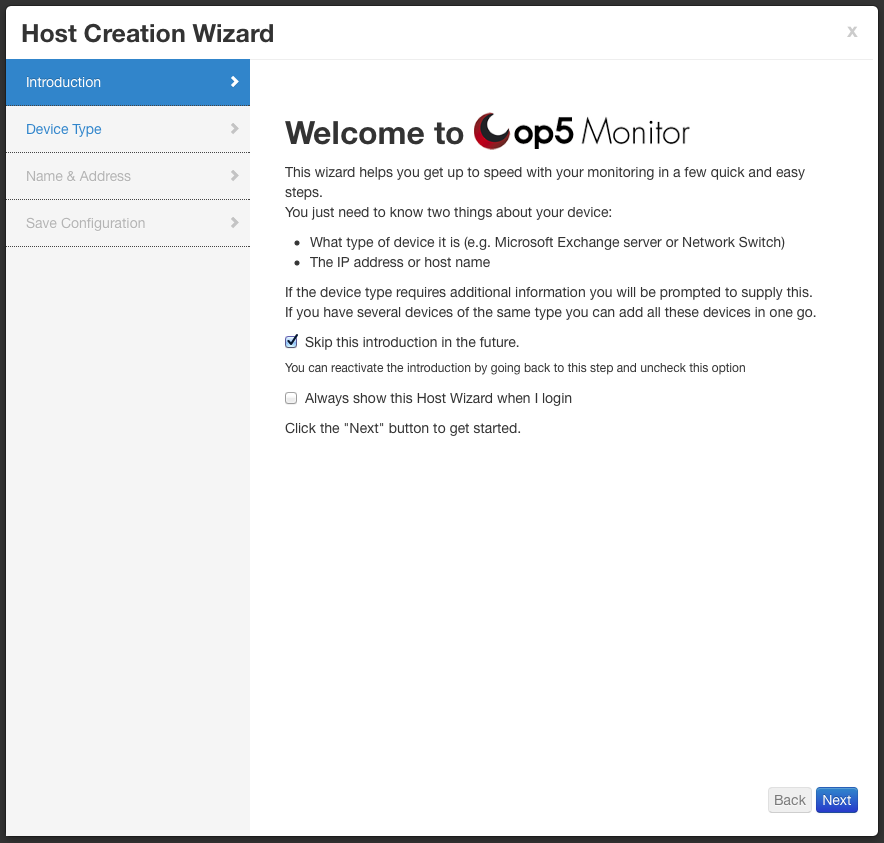 Host Creation Wizard
x
Introduction
Device Type
Name & Address
Save Configuration
Welcome to op5 Monitor
This wizard helps you get up to speed with your monitoring in a few quick and easy
steps.
You just need to know two things about your device:
• What type of device it is (e.g. Microsoft Exchange server or Network Switch)
• The IP address or host name
If the device type requires additional information you will be prompted to supply this.
If you have several devices of the same type you can add all these devices in one go.
Skip this introduction in the future.
You can reactivate the introduction by going back to this step and uncheck this option
Always show this Host Wizard when I login
Click the "Next" button to get started.
Back Next